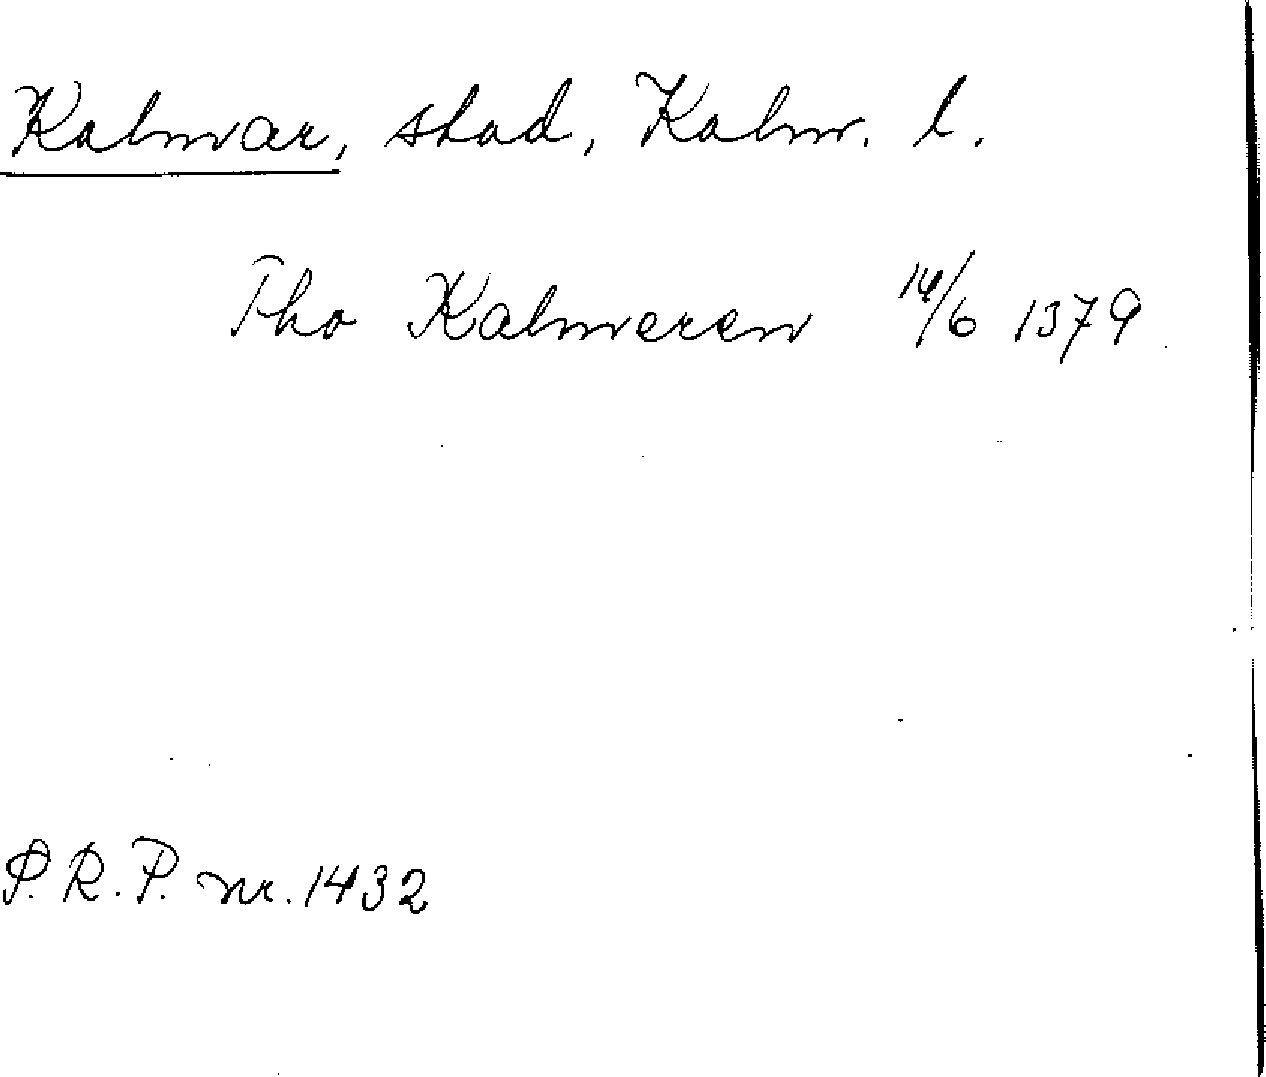 Kalmar, stad, Kalm. l.
Tho Kalmeren 14/6 1379
P.R.P. nr. 1432